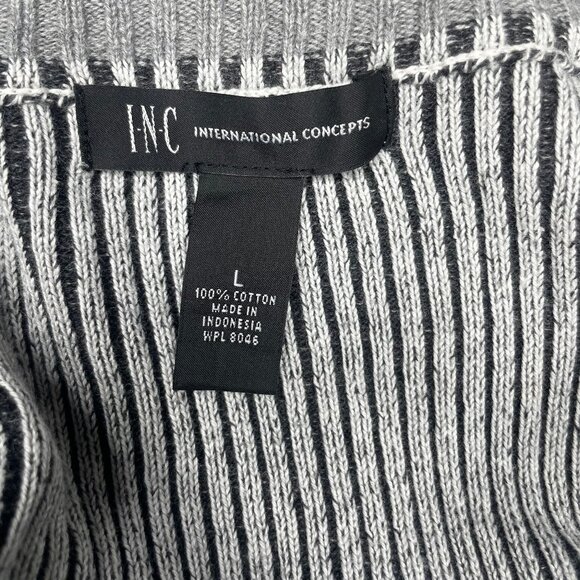 I·N·C INTERNATIONAL CONCEPTS
L
100% COTTON
MADE IN
INDONESIA
WPL 8046